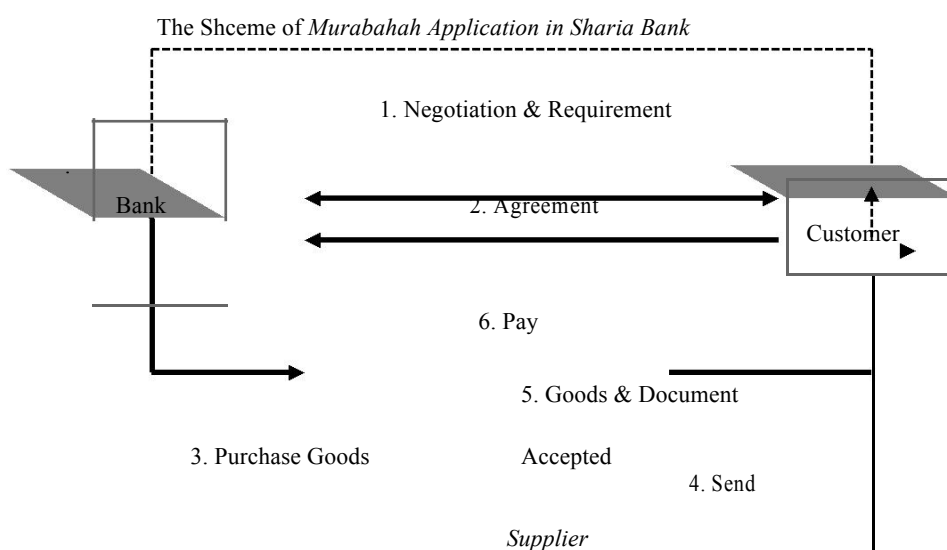 The Shceme of Murabahah Application in Sharia Bank
1. Negotiation & Requirement
Bank
2. Agreement
Customer
6. Pay
5. Goods & Document
3. Purchase Goods
Accepted
4. Send
Supplier